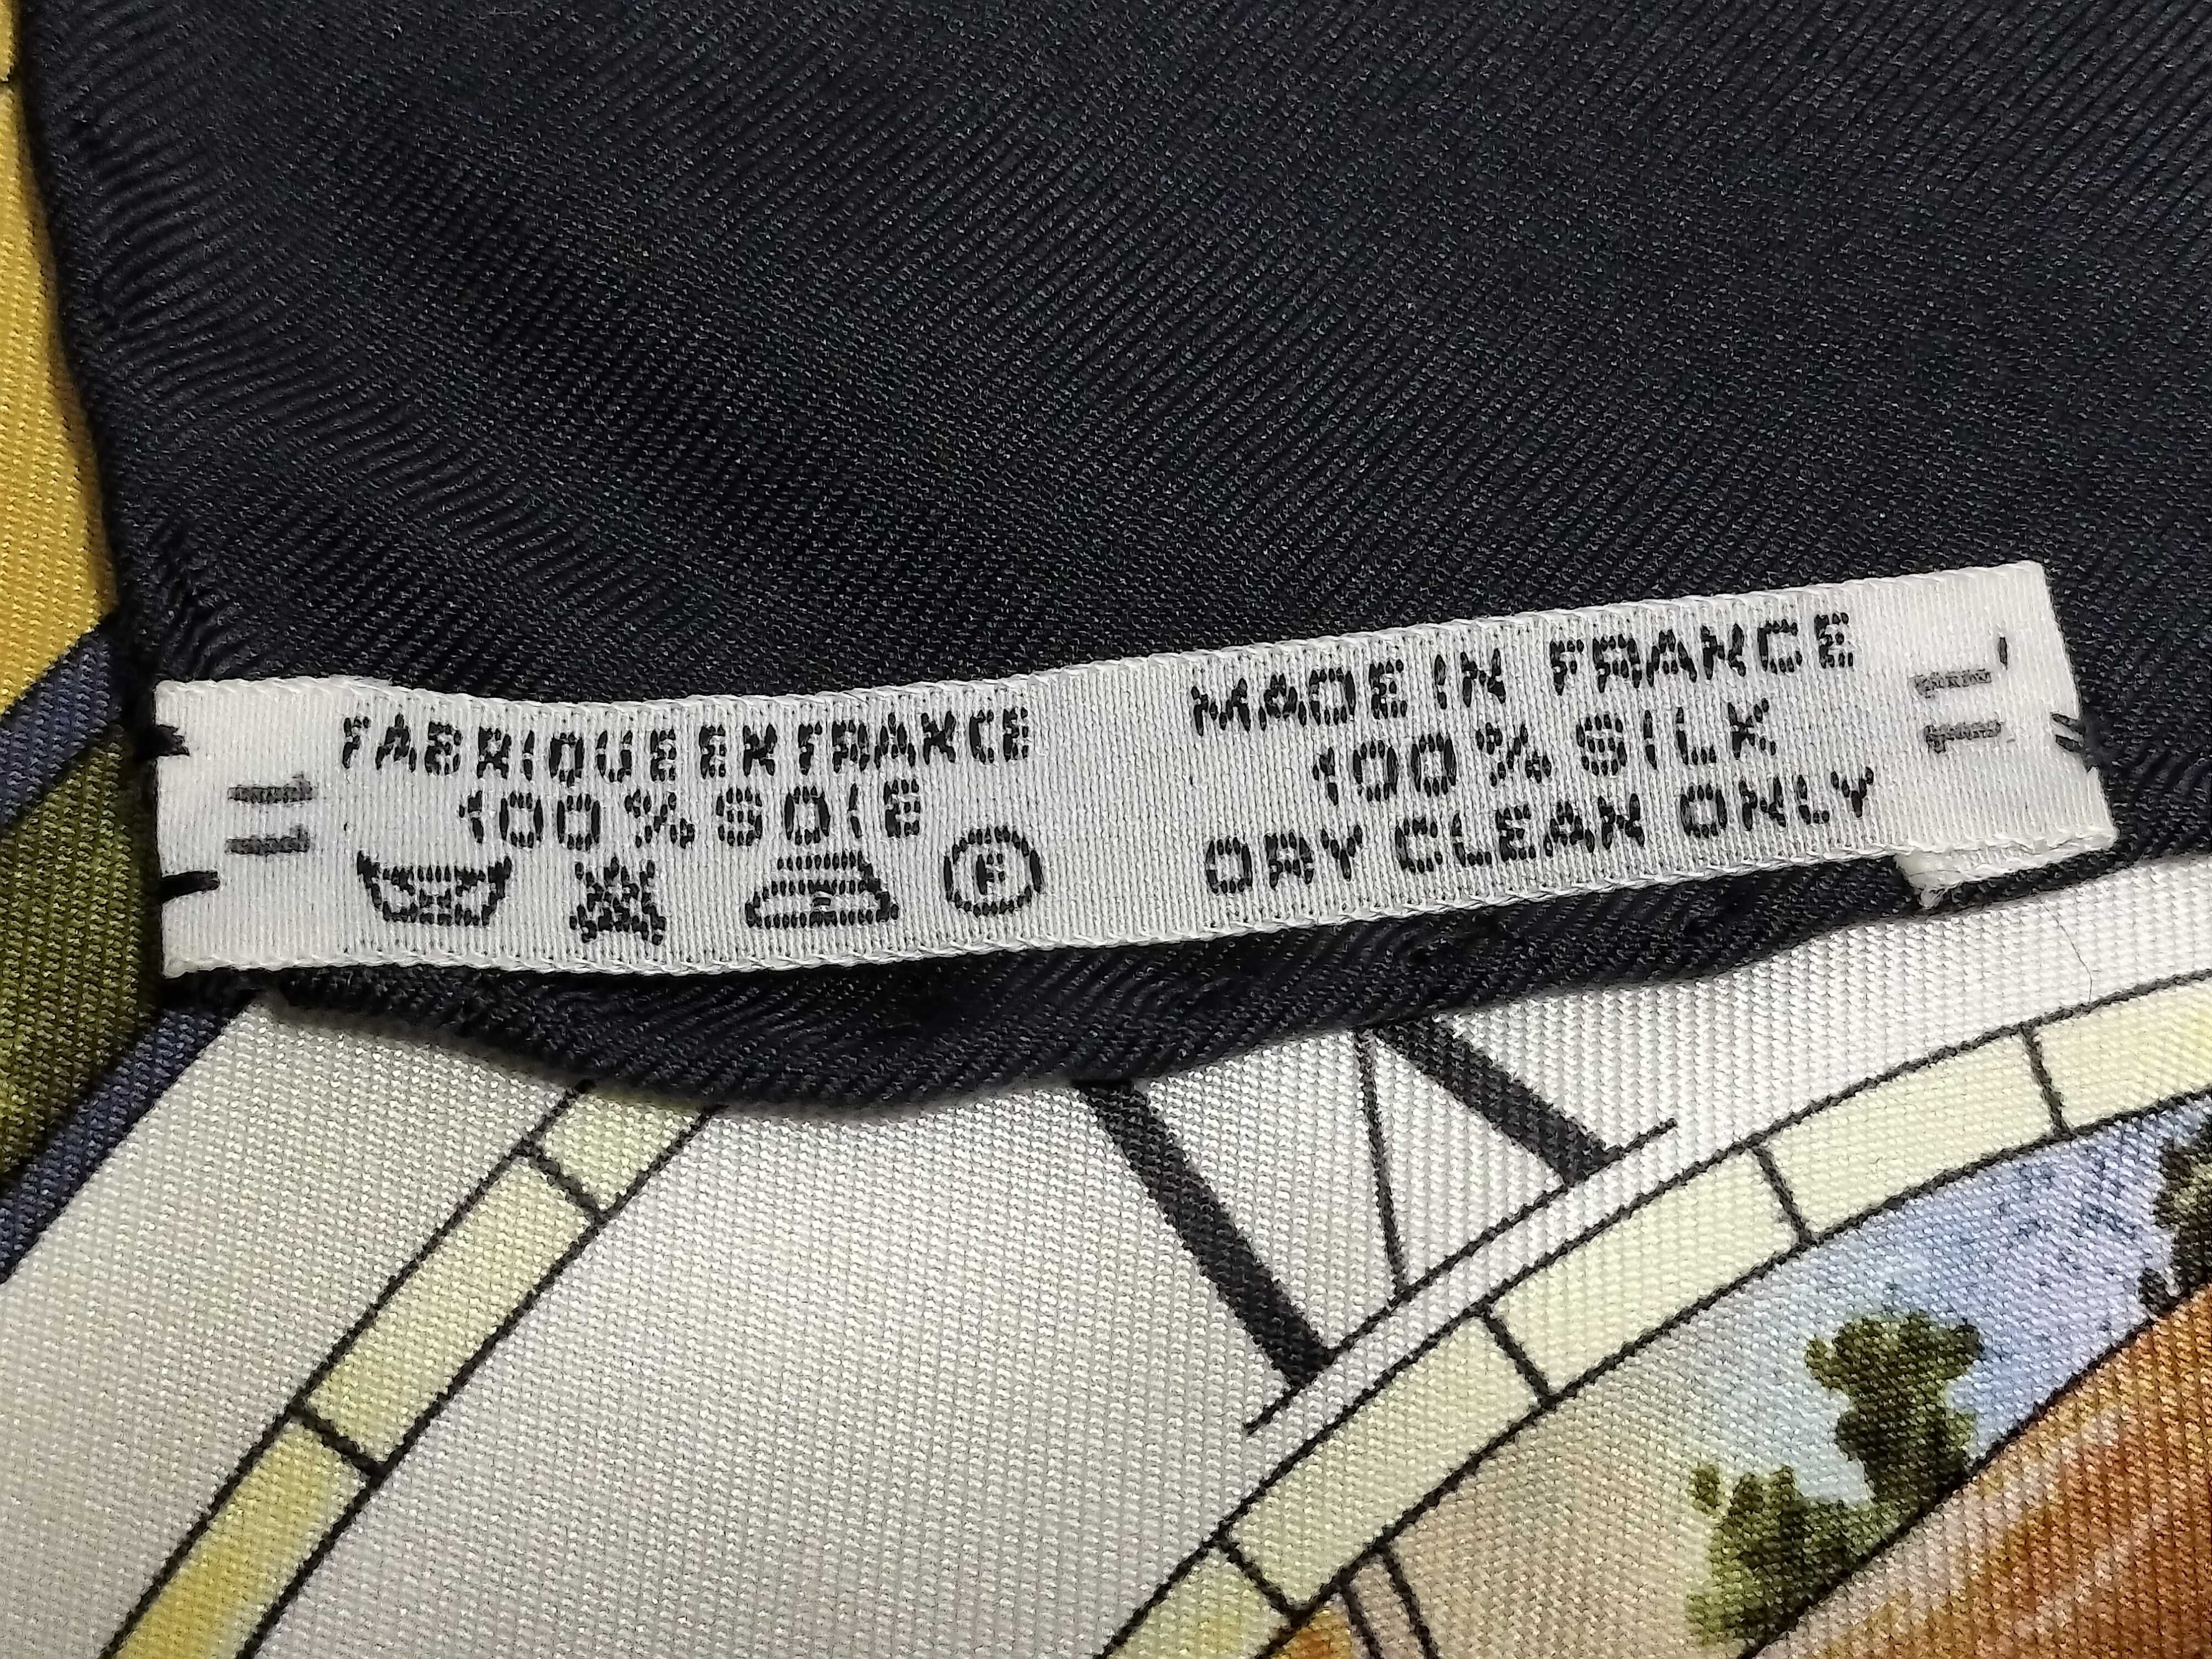 FABRIQUE EN FRANCE
100% SOIE
F
MADE IN FRANCE
100% SILK
DRY CLEAN ONLY